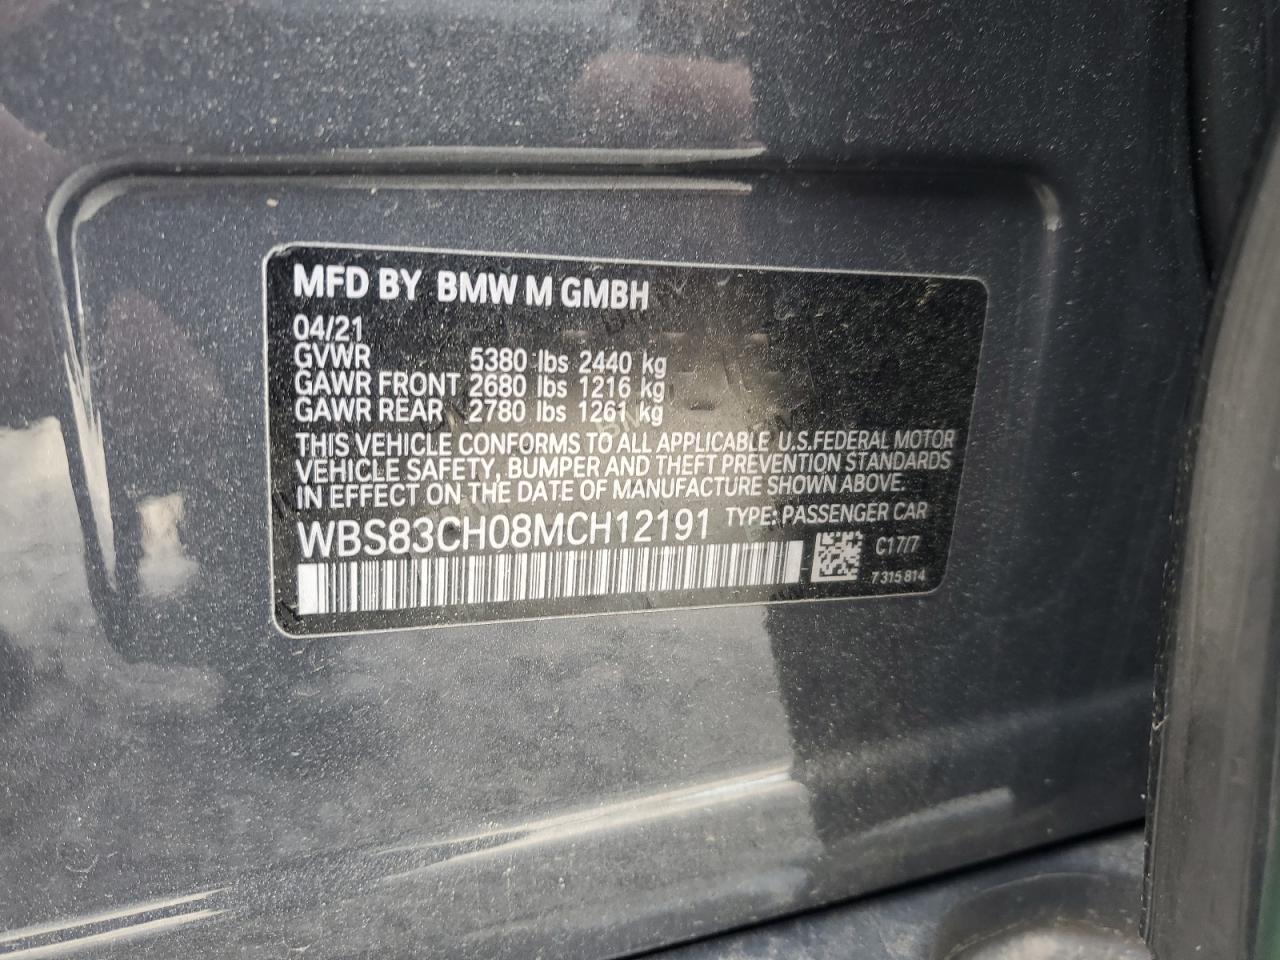 MFD BY BMW M GMBH
04/21
GVWR 5380 lbs 2440 kg
GAWR FRONT 2680 lbs 1216 kg
GAWR REAR 2780 lbs 1261 kg
THIS VEHICLE CONFORMS TO ALL APPLICABLE U.S.FEDERAL MOTOR
VEHICLE SAFETY, BUMPER AND THEFT PREVENTION STANDARDS
IN EFFECT ON THE DATE OF MANUFACTURE SHOWN ABOVE.
WBS83CH08MCH12191 TYPE: PASSENGER CAR
C17/7
7 315 814